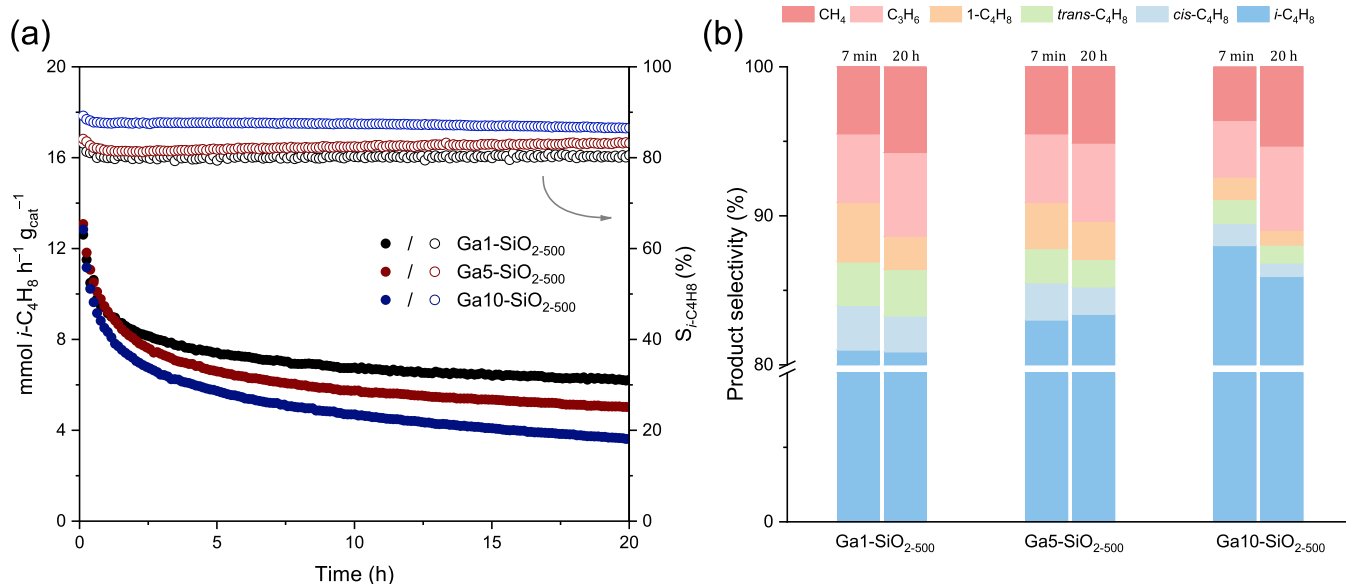 (a)
20
16
12
8
4
0
mmol i-C₄H₈ h⁻¹ g_cat⁻¹
0 5 10 15 20
Time (h)
100
80
60
40
20
0
S_i-C4H8 (%)
/ Ga1-SiO₂₋₅₀₀
/ Ga5-SiO₂₋₅₀₀
/ Ga10-SiO₂₋₅₀₀
(b)
CH₄ C₃H₆ 1-C₄H₈ trans-C₄H₈ cis-C₄H₈ i-C₄H₈
7 min 20 h 7 min 20 h 7 min 20 h
100
90
80
0
Product selectivity (%)
Ga1-SiO₂₋₅₀₀ Ga5-SiO₂₋₅₀₀ Ga10-SiO₂₋₅₀₀